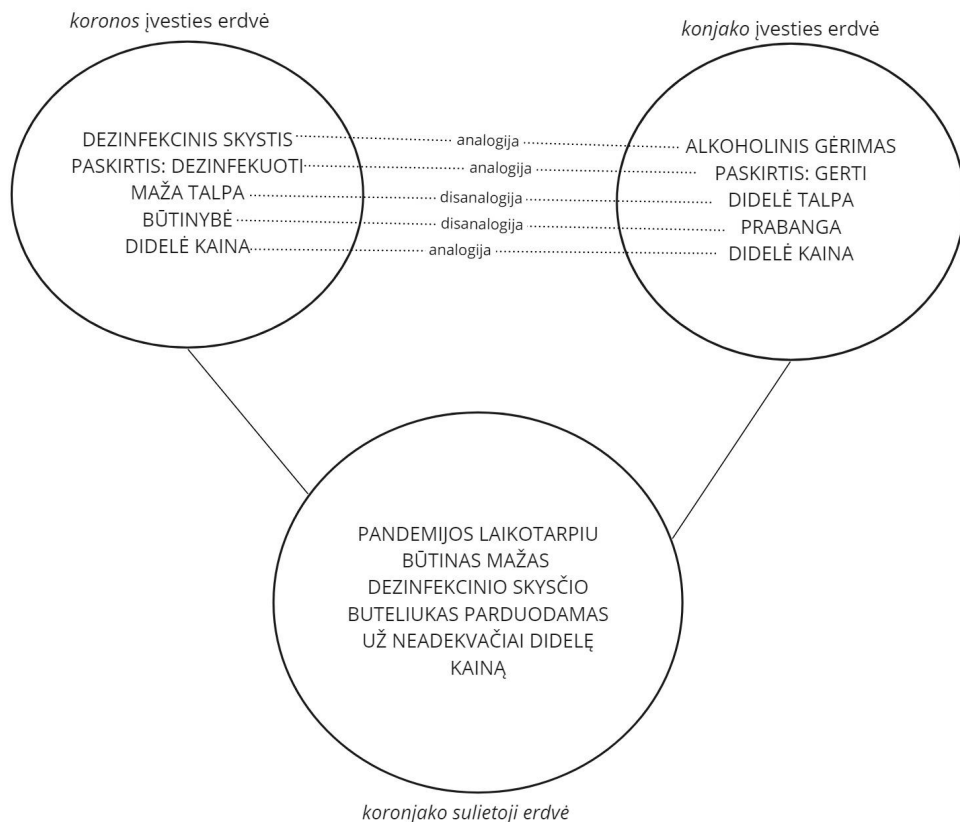 koronos įvesties erdvė
konjako įvesties erdvė
DEZINFEKCINIS SKYSTIS
analogija
ALKOHOLINIS GĖRIMAS
PASKIRTIS: DEZINFEKUOTI
analogija
PASKIRTIS: GERTI
MAŽA TALPA
disanalogija
DIDELĖ TALPA
BŪTINYBĖ
disanalogija
PRABANGA
DIDELĖ KAINA
analogija
DIDELĖ KAINA
PANDEMIJOS LAIKOTARPIU
BŪTINAS MAŽAS
DEZINFEKCINIO SKYSČIO
BUTELIUKAS PARDUODAMAS
UŽ NEADEKVAČIAI DIDELĘ
KAINĄ
koronjako sulietoji erdvė